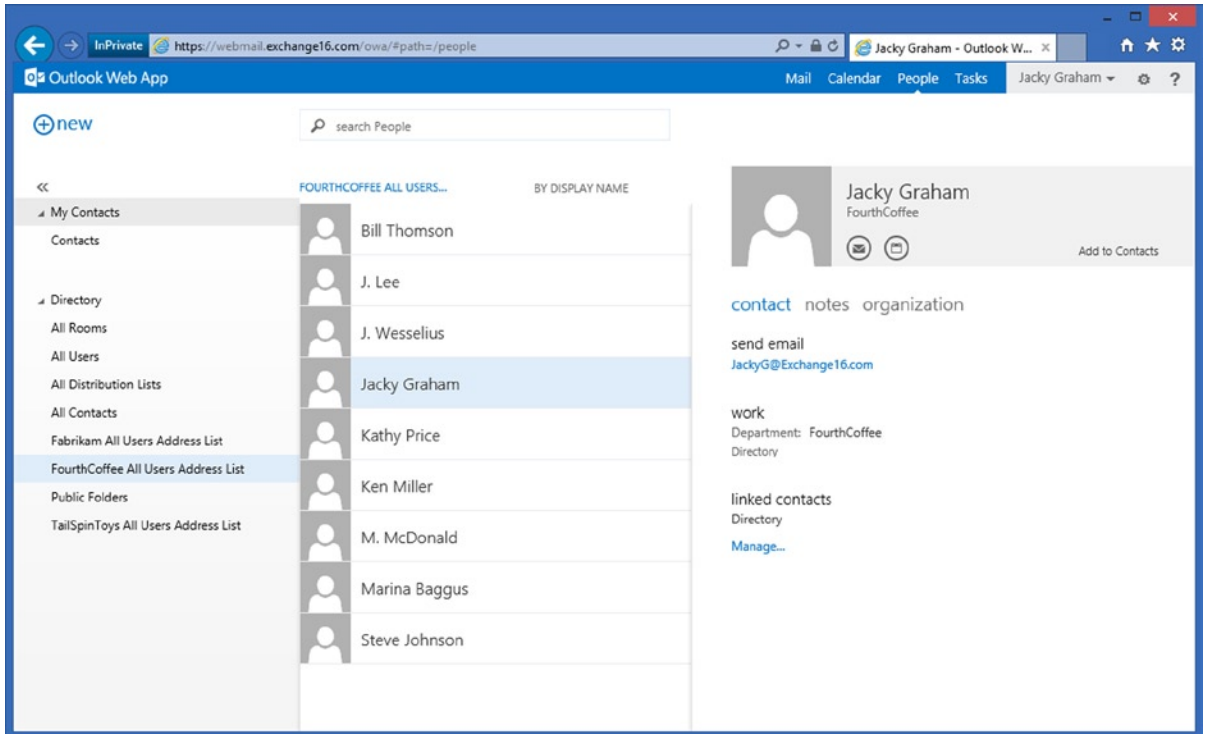 InPrivate https://webmail.exchange16.com/owa/#path=/people Jacky Graham - Outlook W...
Outlook Web App Mail Calendar People Tasks Jacky Graham ?
new
search People
FOURTHCOFFEE ALL USERS... BY DISPLAY NAME
My Contacts
Contacts
Directory
All Rooms
All Users
All Distribution Lists
All Contacts
Fabrikam All Users Address List
FourthCoffee All Users Address List
Public Folders
TailSpinToys All Users Address List
Bill Thomson
J. Lee
J. Wesselius
Jacky Graham
Kathy Price
Ken Miller
M. McDonald
Marina Baggus
Steve Johnson
Jacky Graham
FourthCoffee
Add to Contacts
contact notes organization
send email
JackyG@Exchange16.com
work
Department: FourthCoffee
Directory
linked contacts
Directory
Manage...